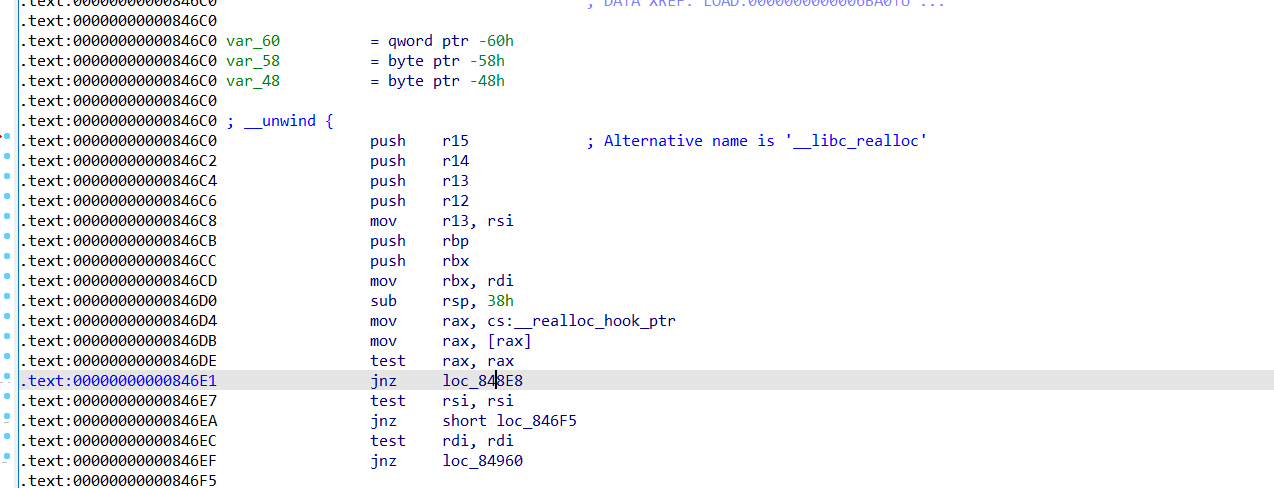 .text:00000000000846C0 ; DATA XREF: LOAD:0000000000006BA0↑o ...
.text:00000000000846C0
.text:00000000000846C0 var_60 = qword ptr -60h
.text:00000000000846C0 var_58 = byte ptr -58h
.text:00000000000846C0 var_48 = byte ptr -48h
.text:00000000000846C0
.text:00000000000846C0 ; __unwind {
.text:00000000000846C0 push r15 ; Alternative name is '__libc_realloc'
.text:00000000000846C2 push r14
.text:00000000000846C4 push r13
.text:00000000000846C6 push r12
.text:00000000000846C8 mov r13, rsi
.text:00000000000846CB push rbp
.text:00000000000846CC push rbx
.text:00000000000846CD mov rbx, rdi
.text:00000000000846D0 sub rsp, 38h
.text:00000000000846D4 mov rax, cs:__realloc_hook_ptr
.text:00000000000846DB mov rax, [rax]
.text:00000000000846DE test rax, rax
.text:00000000000846E1 jnz loc_848E8
.text:00000000000846E7 test rsi, rsi
.text:00000000000846EA jnz short loc_846F5
.text:00000000000846EC test rdi, rdi
.text:00000000000846EF jnz loc_84960
.text:00000000000846F5